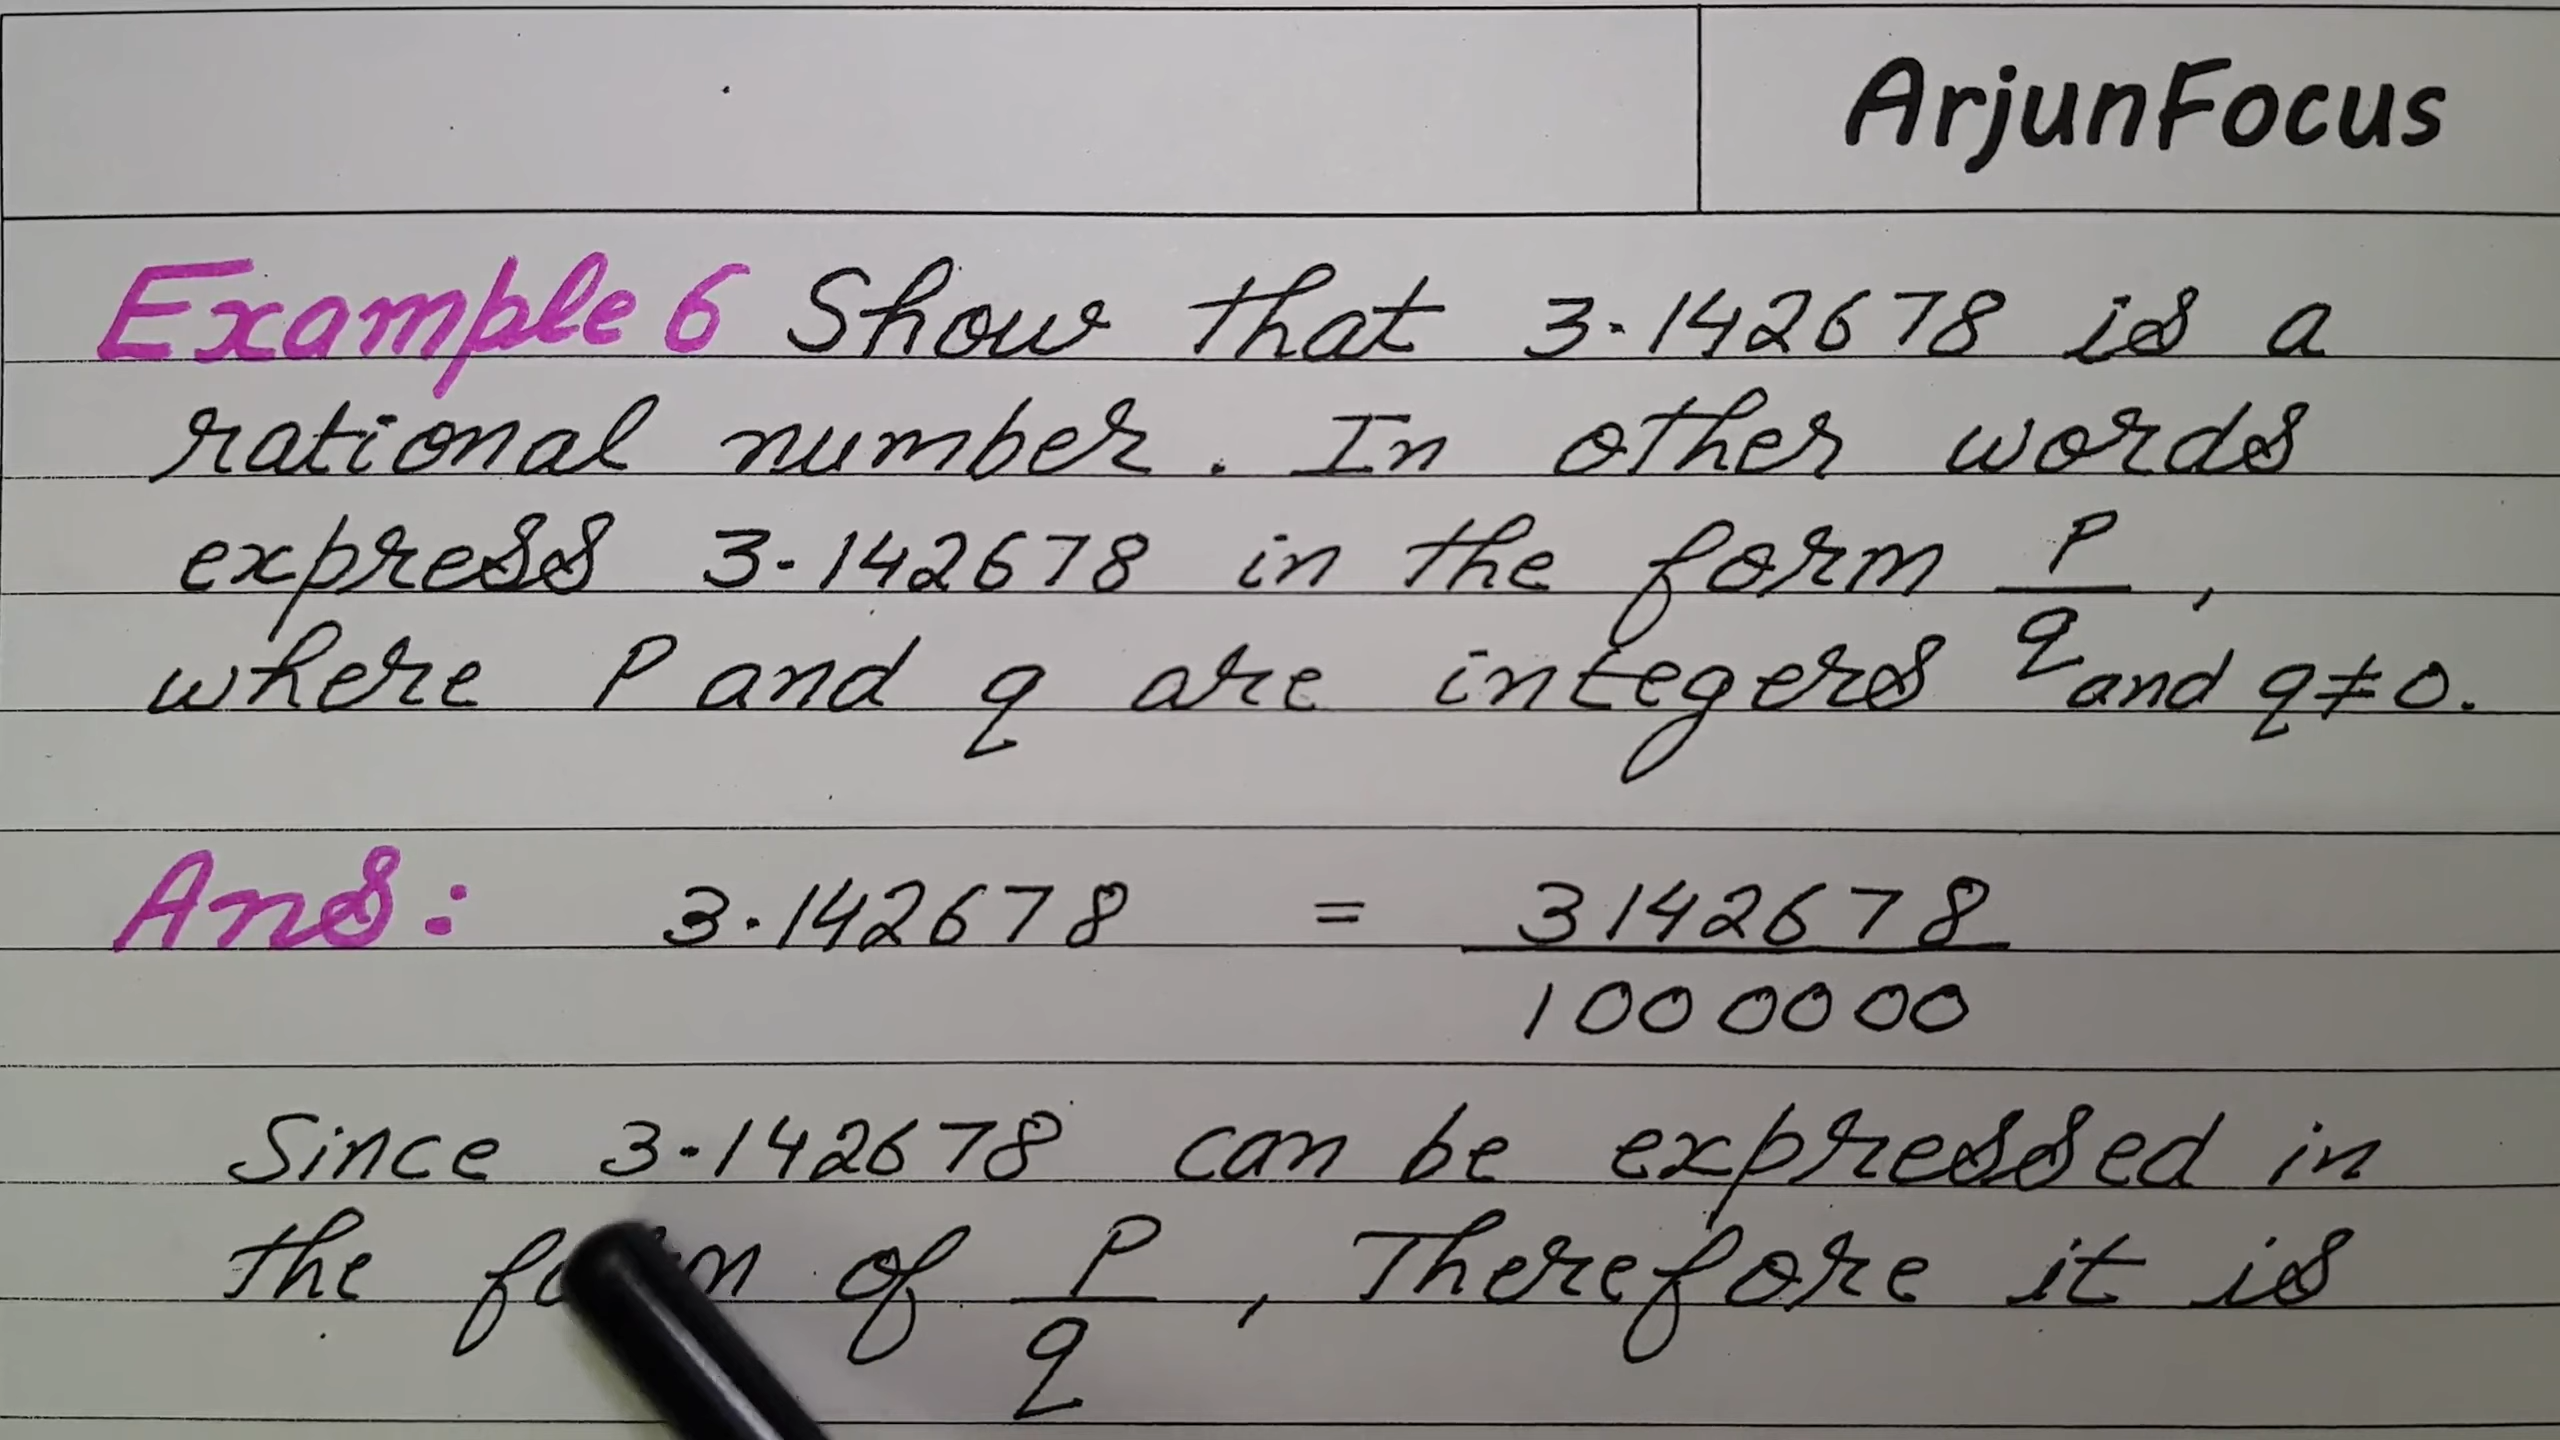 ArjunFocus
Example 6 Show that 3.142678 is a
rational number. In other words
express 3.142678 in the form P/q,
where P and q are integers and q≠0.
Ans: 3.142678 = 3142678/1000000
Since 3.142678 can be expressed in
the of P/q, Therefore it is